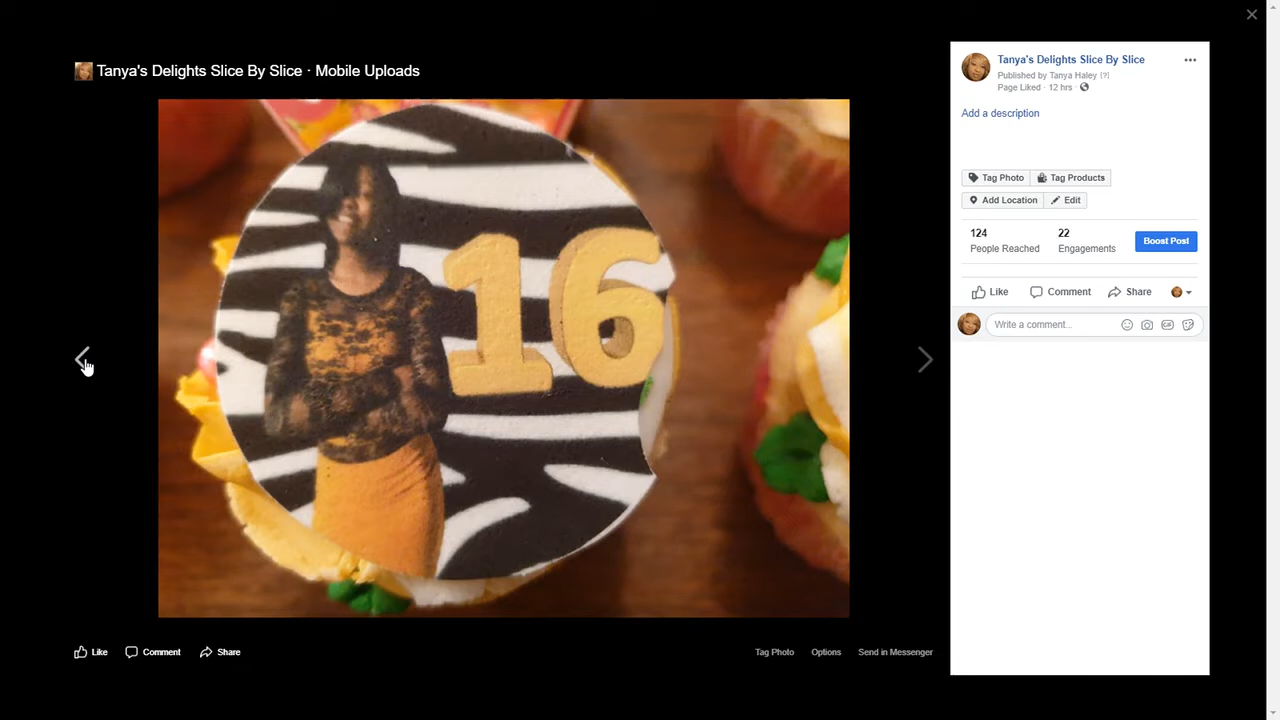 Tanya's Delights Slice By Slice · Mobile Uploads
16
Like Comment Share
Tag Photo Options Send in Messenger
Tanya's Delights Slice By Slice
Published by Tanya Haley [?]
Page Liked · 12 hrs ·
Add a description
Tag Photo Tag Products
Add Location Edit
124 22
People Reached Engagements Boost Post
Like Comment Share
Write a comment...
GIF